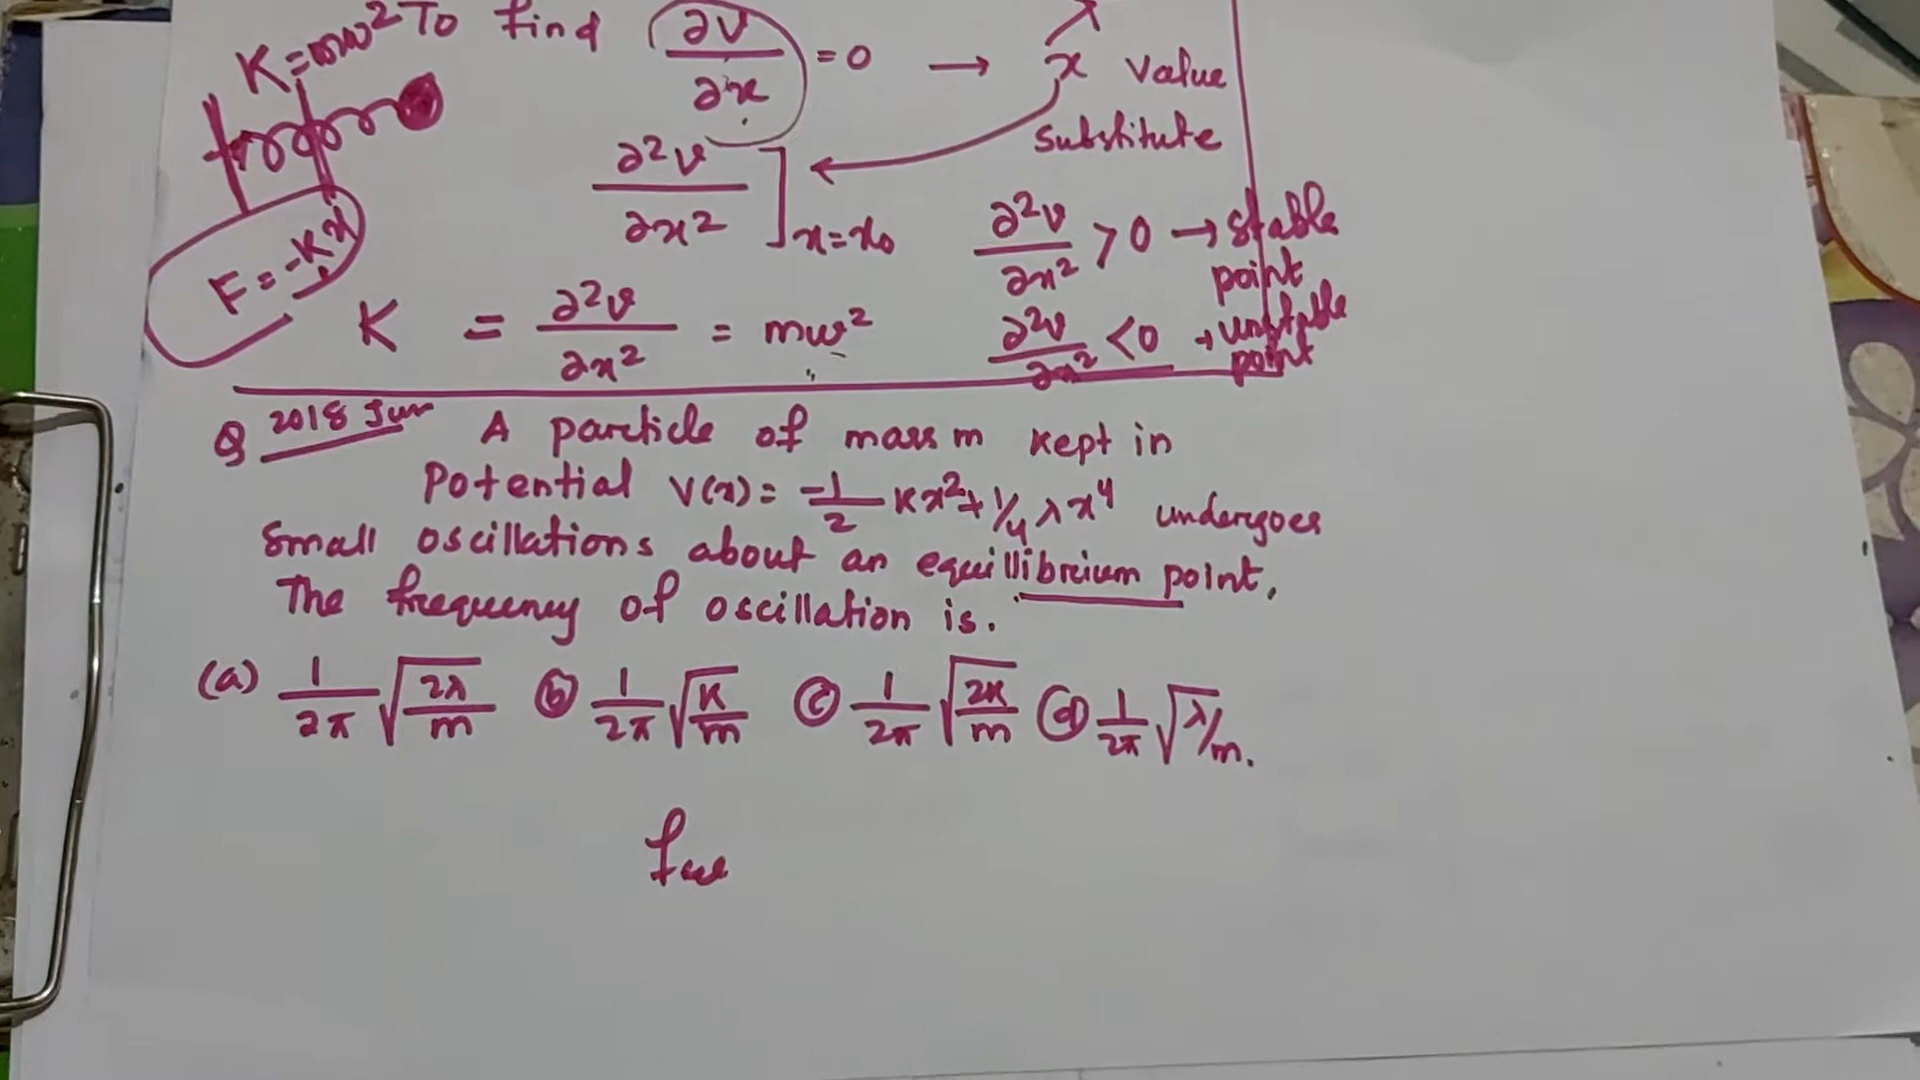 K=mω² To find ∂V/∂x = 0 → x value
substitute
∂²V/∂x² ]x=x₀
∂²V/∂x² > 0 → stable point
F=-Kx
K = ∂²V/∂x² = mω²
∂²V/∂x² < 0 → unstable point
Q 2018 Jun A particle of mass m kept in
Potential V(x) = -1/2 Kx² + 1/4 λx⁴ undergoes
Small oscillations about an equillibrium point,
The frequency of oscillation is.
(a) 1/2π √(2λ/m) (b) 1/2π √(K/m) (c) 1/2π √(2K/m) (d) 1/2π √(λ/m).